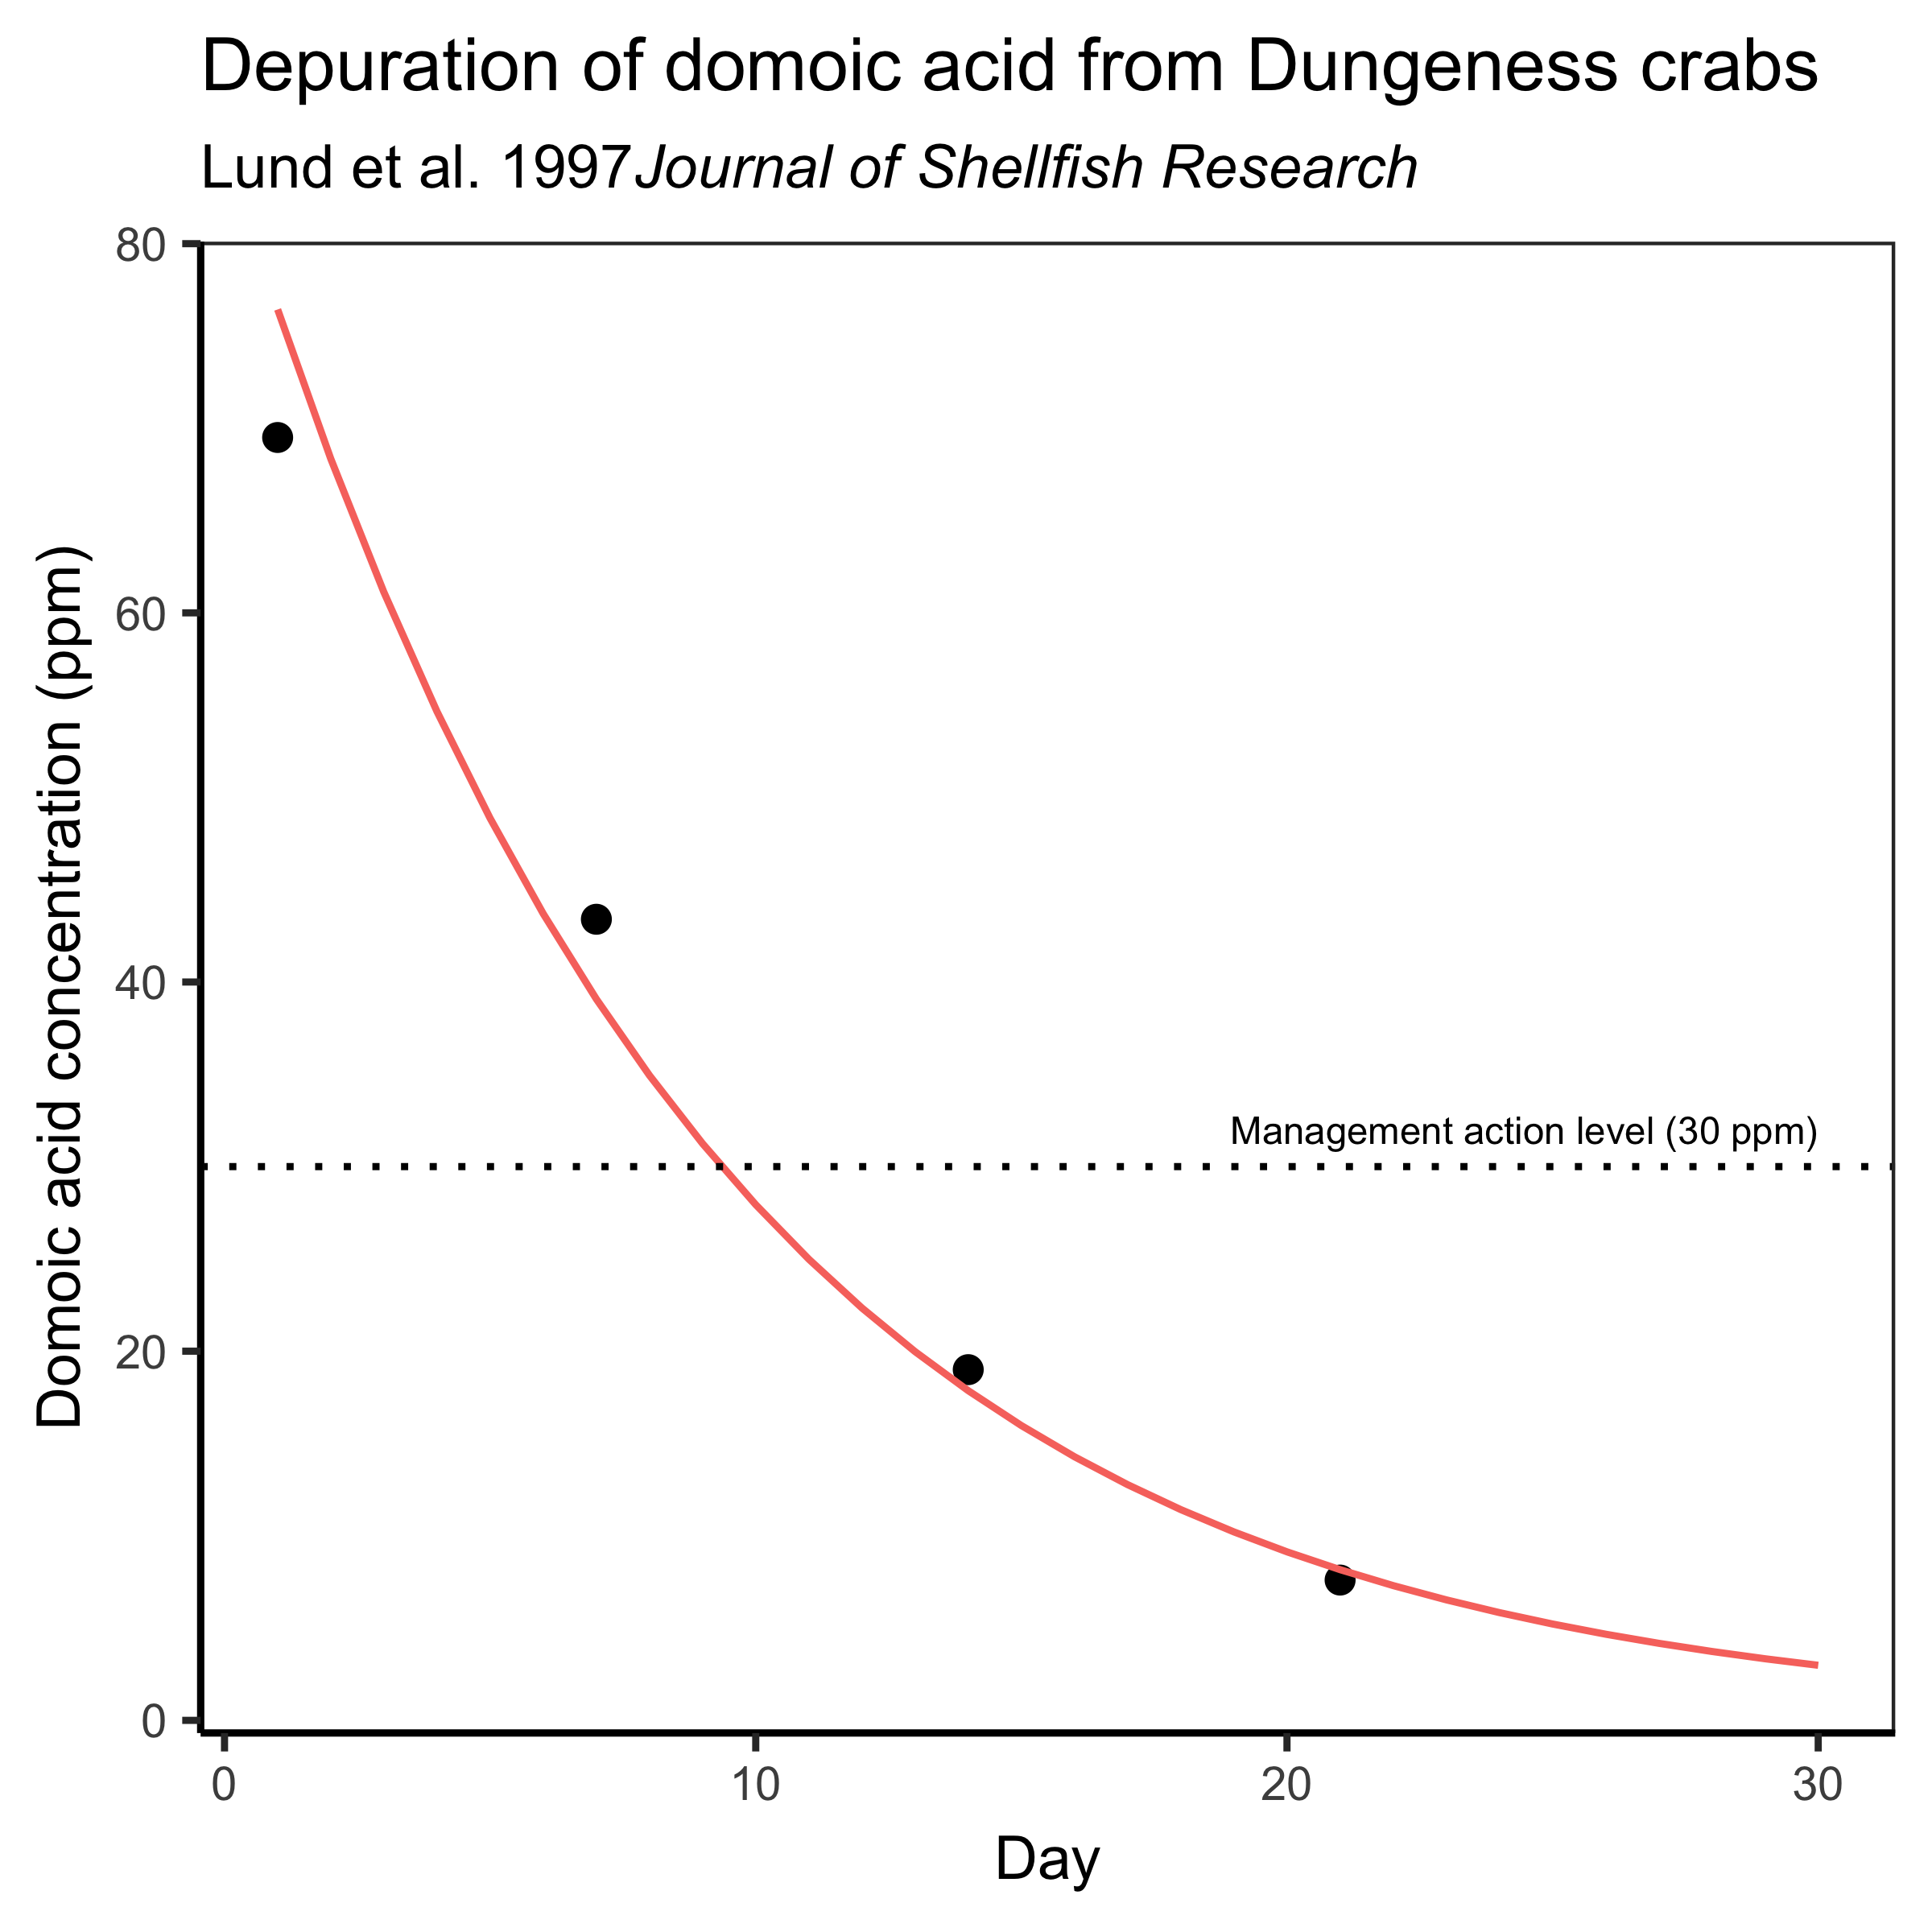 Depuration of domoic acid from Dungeness crabs
Lund et al. 1997Journal of Shellfish Research
80
60
40
20
0
Domoic acid concentration (ppm)
Management action level (30 ppm)
0 10 20 30
Day